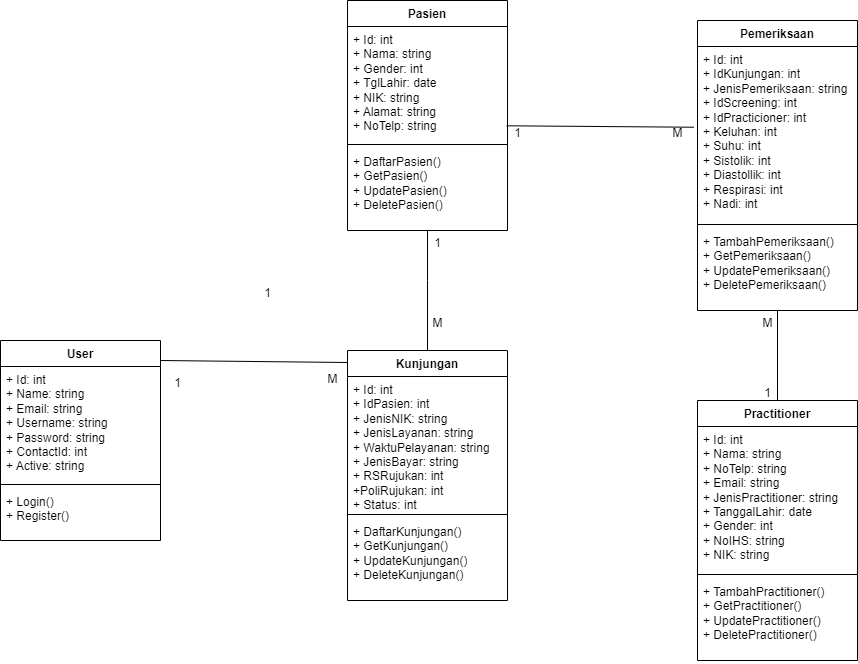 Pasien
+ Id: int
+ Nama: string
+ Gender: int
+ TglLahir: date
+ NIK: string
+ Alamat: string
+ NoTelp: string
+ DaftarPasien()
+ GetPasien()
+ UpdatePasien()
+ DeletePasien()
Pemeriksaan
+ Id: int
+ IdKunjungan: int
+ JenisPemeriksaan: string
+ IdScreening: int
+ IdPracticioner: int
+ Keluhan: int
+ Suhu: int
+ Sistolik: int
+ Diastollik: int
+ Respirasi: int
+ Nadi: int
+ TambahPemeriksaan()
+ GetPemeriksaan()
+ UpdatePemeriksaan()
+ DeletePemeriksaan()
1
M
1
M
1
1
M
M
1
User
+ Id: int
+ Name: string
+ Email: string
+ Username: string
+ Password: string
+ ContactId: int
+ Active: string
+ Login()
+ Register()
Kunjungan
+ Id: int
+ IdPasien: int
+ JenisNIK: string
+ JenisLayanan: string
+ WaktuPelayanan: string
+ JenisBayar: string
+ RSRujukan: int
+PoliRujukan: int
+ Status: int
+ DaftarKunjungan()
+ GetKunjungan()
+ UpdateKunjungan()
+ DeleteKunjungan()
Practitioner
+ Id: int
+ Nama: string
+ NoTelp: string
+ Email: string
+ JenisPractitioner: string
+ TanggalLahir: date
+ Gender: int
+ NoIHS: string
+ NIK: string
+ TambahPractitioner()
+ GetPractitioner()
+ UpdatePractitioner()
+ DeletePractitioner()